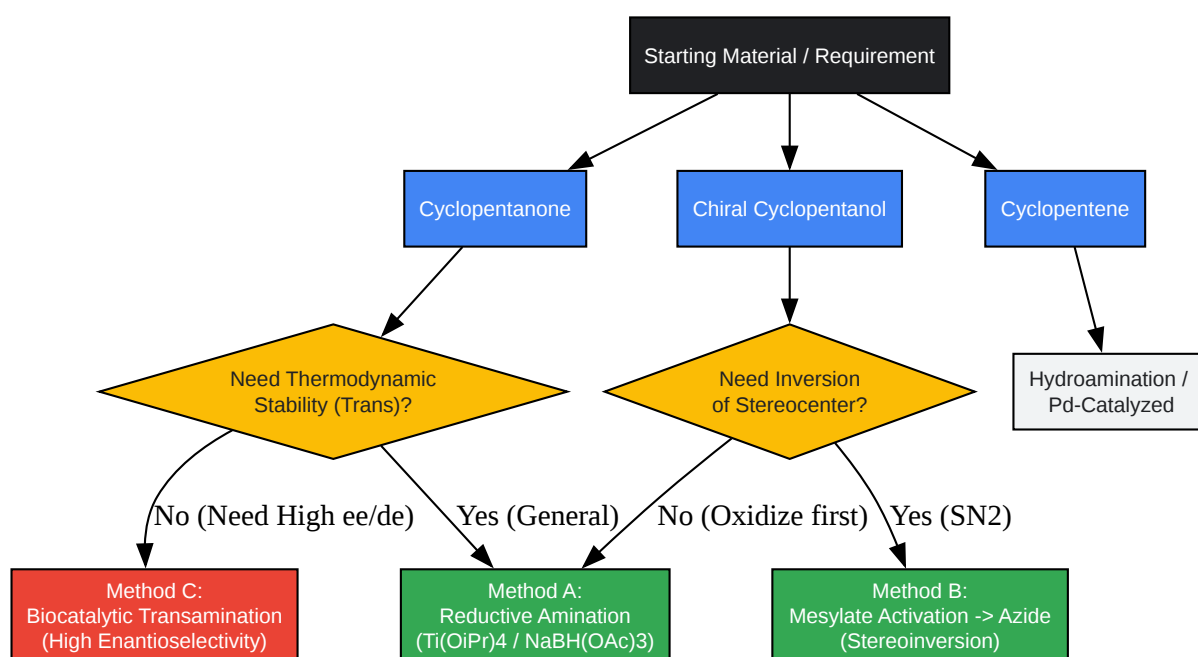 Starting Material / Requirement
Cyclopentanone
Chiral Cyclopentanol
Cyclopentene
Need Thermodynamic
Stability (Trans)?
Need Inversion
of Stereocenter?
Hydroamination /
Pd-Catalyzed
No (Need High ee/de)
Yes (General)
No (Oxidize first)
Yes (SN2)
Method C:
Biocatalytic Transamination
(High Enantioselectivity)
Method A:
Reductive Amination
(Ti(OiPr)4 / NaBH(OAc)3)
Method B:
Mesylate Activation -> Azide
(Stereoinversion)